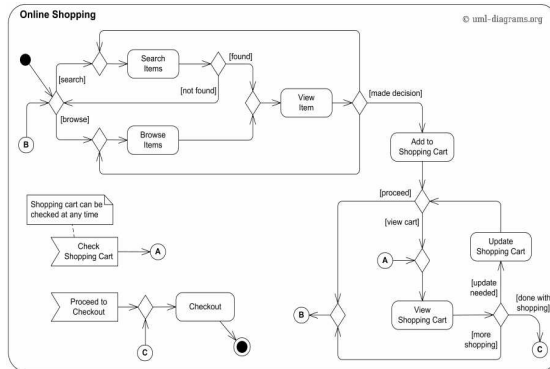 Online Shopping
© uml-diagrams.org
Search
Items
[found]
[search]
[not found]
View
Item
[made decision]
[browse]
B
Browse
Items
Add to
Shopping Cart
Shopping cart can be
checked at any time
[proceed]
[view cart]
Check
Shopping Cart
A
A
Update
Shopping Cart
[update
needed]
[done with
shopping]
Proceed to
Checkout
Checkout
B
View
Shopping Cart
[more
shopping]
C
C